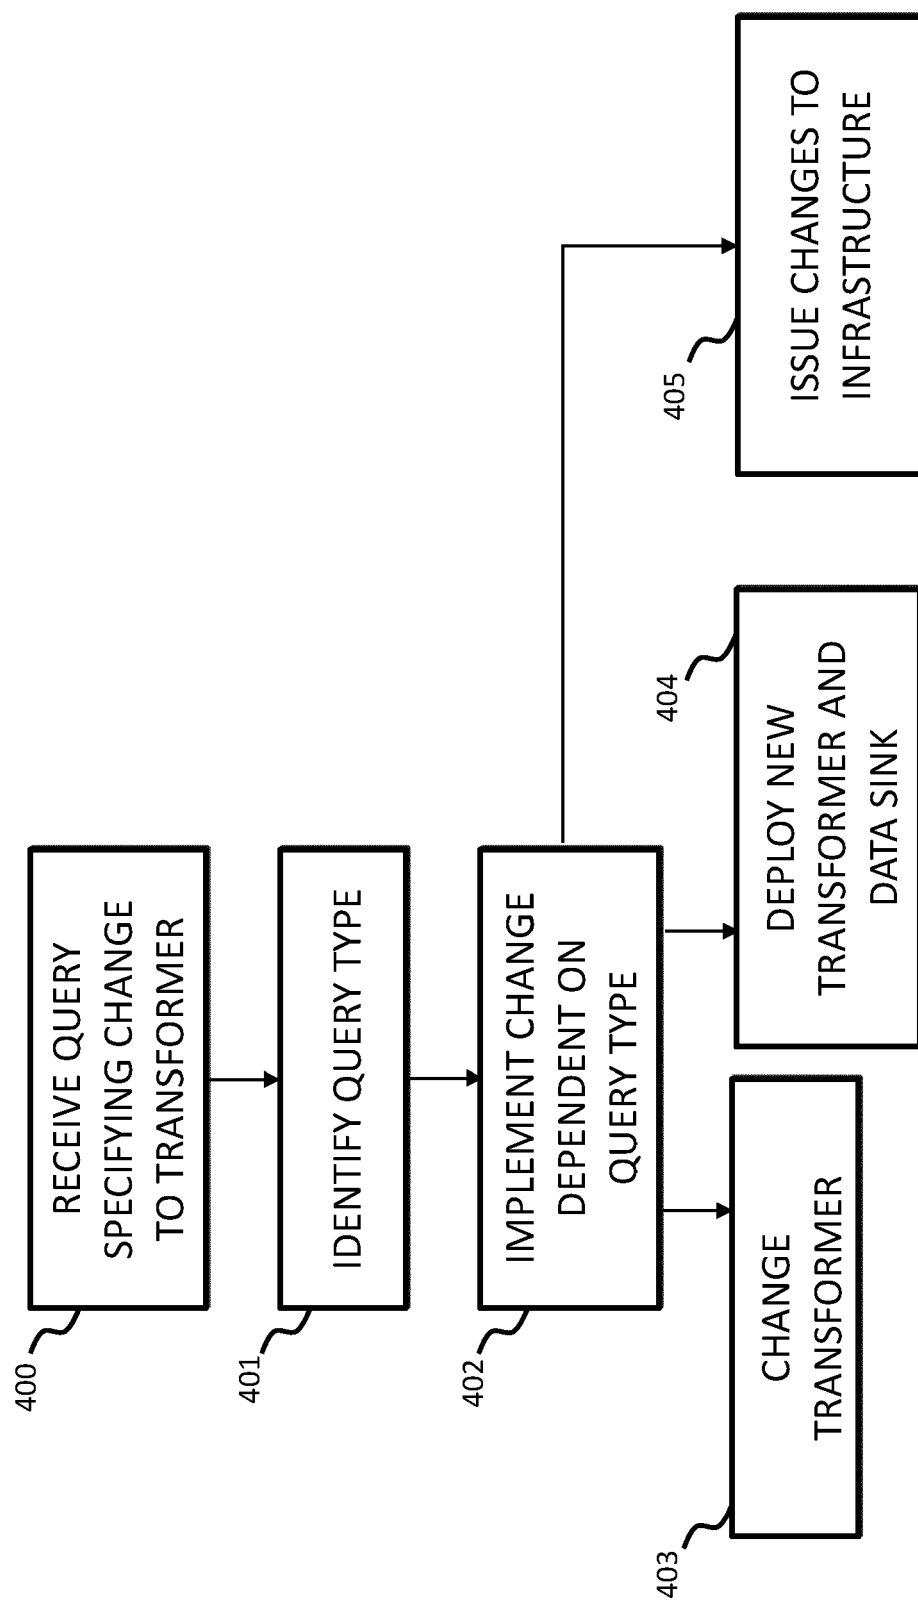 400
RECEIVE QUERY
SPECIFYING CHANGE
TO TRANSFORMER
401
IDENTIFY QUERY TYPE
402
IMPLEMENT CHANGE
DEPENDENT ON
QUERY TYPE
403
CHANGE
TRANSFORMER
404
DEPLOY NEW
TRANSFORMER AND
DATA SINK
405
ISSUE CHANGES TO
INFRASTRUCTURE